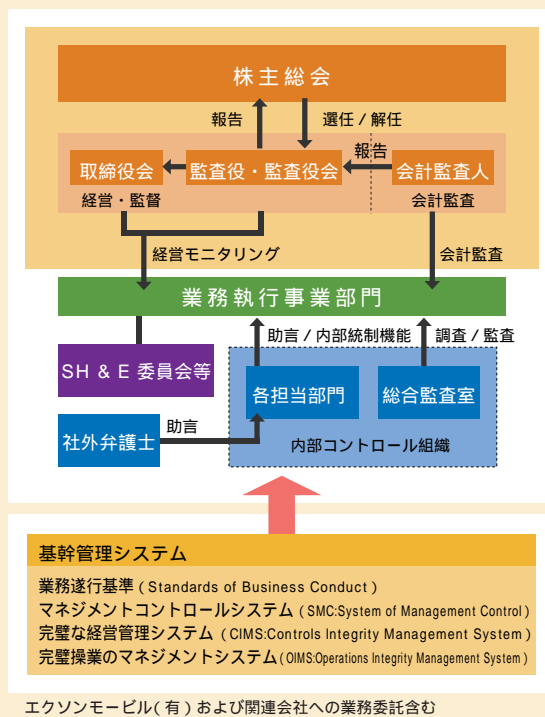 株主総会
報告
選任 / 解任
報告
取締役会
監査役・監査役会
会計監査人
経営・監督
会計監査
経営モニタリング
会計監査
業務執行事業部門
助言 / 内部統制機能
調査 / 監査
SH & E 委員会等
各担当部門
総合監査室
社外弁護士
助言
内部コントロール組織
基幹管理システム
業務遂行基準 ( Standards of Business Conduct )
マネジメントコントロールシステム ( SMC:System of Management Control )
完璧な経営管理システム ( CIMS:Controls Integrity Management System )
完璧操業のマネジメントシステム ( OIMS:Operations Integrity Management System )
エクソンモービル( 有 ) および関連会社への業務委託含む